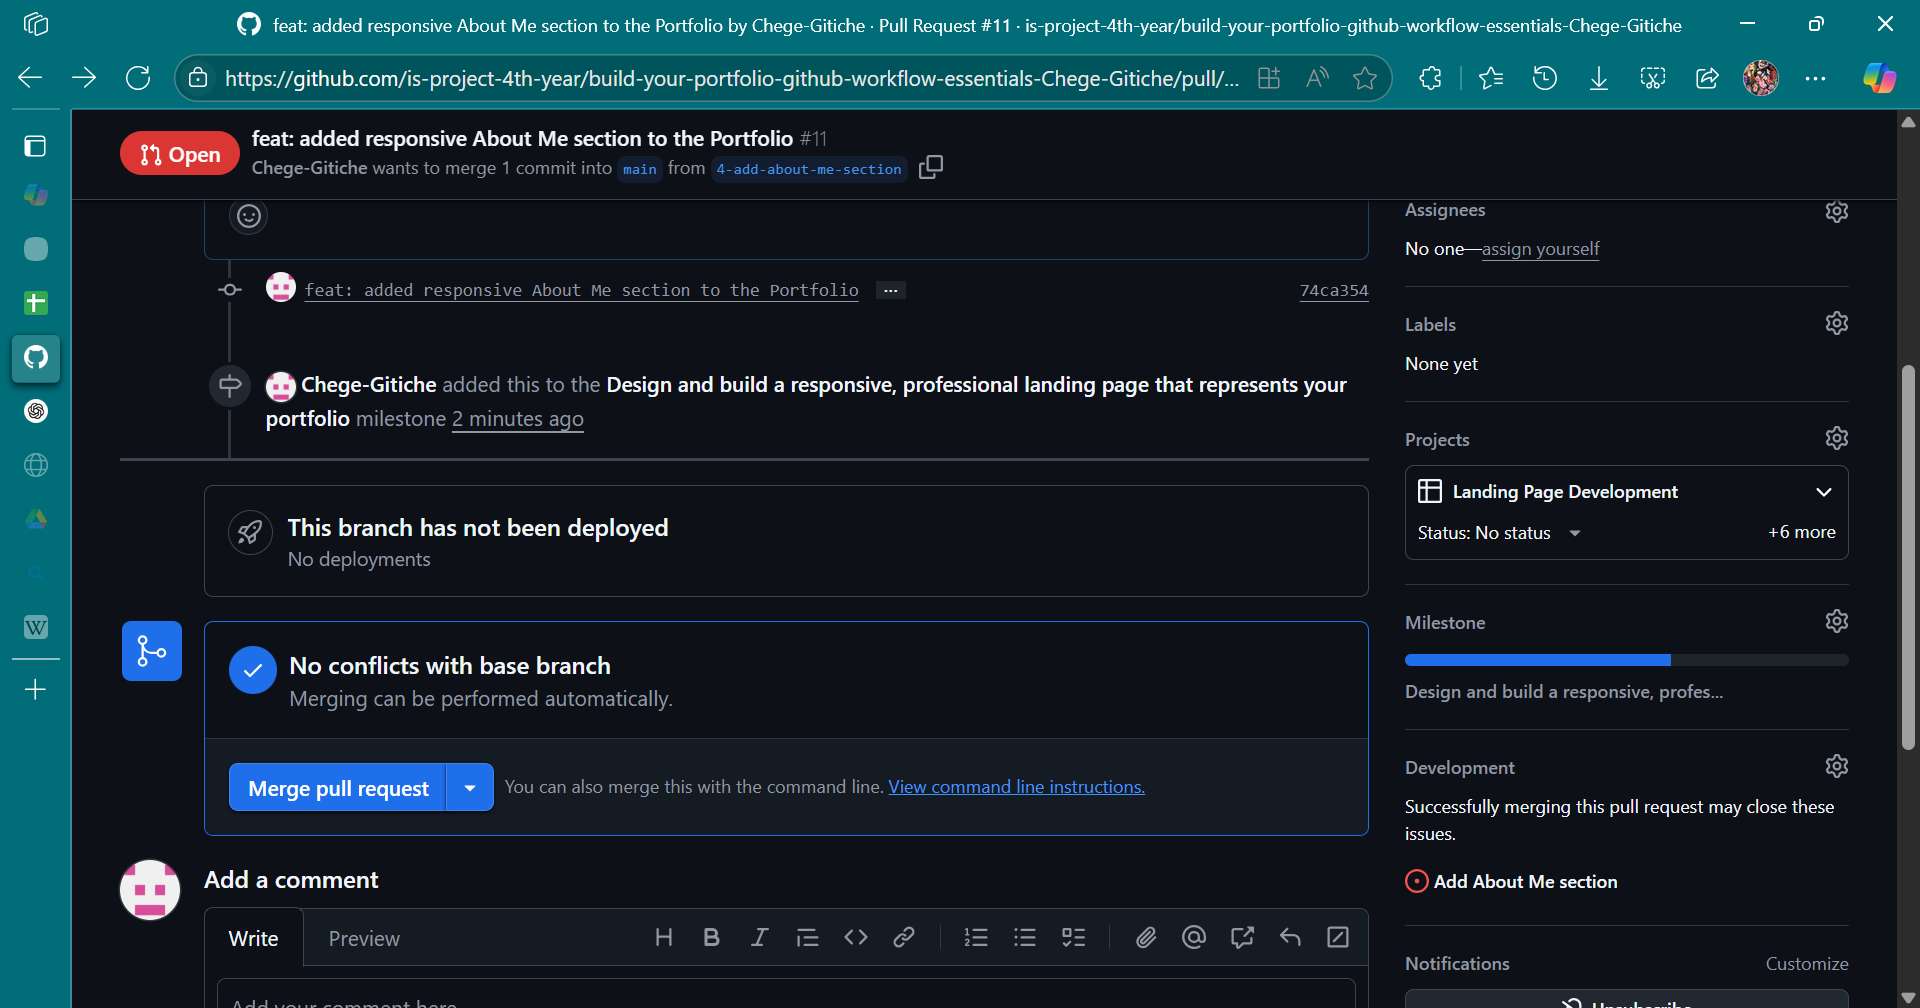 feat: added responsive About Me section to the Portfolio by Chege-Gitiche · Pull Request #11 · is-project-4th-year/build-your-portfolio-github-workflow-essentials-Chege-Gitiche
https://github.com/is-project-4th-year/build-your-portfolio-github-workflow-essentials-Chege-Gitiche/pull/...
Open
feat: added responsive About Me section to the Portfolio #11
Chege-Gitiche wants to merge 1 commit into main from 4-add-about-me-section
feat: added responsive About Me section to the Portfolio ...
74ca354
Chege-Gitiche added this to the Design and build a responsive, professional landing page that represents your
portfolio milestone 2 minutes ago
This branch has not been deployed
No deployments
No conflicts with base branch
Merging can be performed automatically.
Merge pull request
You can also merge this with the command line. View command line instructions.
Add a comment
Write
Preview
Add your comment here
Assignees
No one—assign yourself
Labels
None yet
Projects
Landing Page Development
Status: No status
+6 more
Milestone
Design and build a responsive, profes...
Development
Successfully merging this pull request may close these
issues.
Add About Me section
Notifications
Customize
Unsubscribe